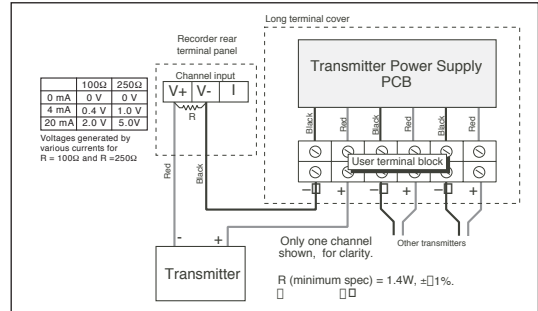 Long terminal cover
Recorder rear
terminal panel
Channel input
V+ V- I
R
Transmitter Power Supply
PCB
Black Red Black Red Black Red
User terminal block
100Ω 250Ω
0 mA 0 V 0 V
4 mA 0.4 V 1.0 V
20 mA 2.0 V 5.0V
Voltages generated by
various currents for
R = 100Ω and R =250Ω
Red
Black
– + – + – +
- +
Transmitter
Only one channel
shown, for clarity.
Other transmitters
R (minimum spec) = 1.4W, ±□1%.